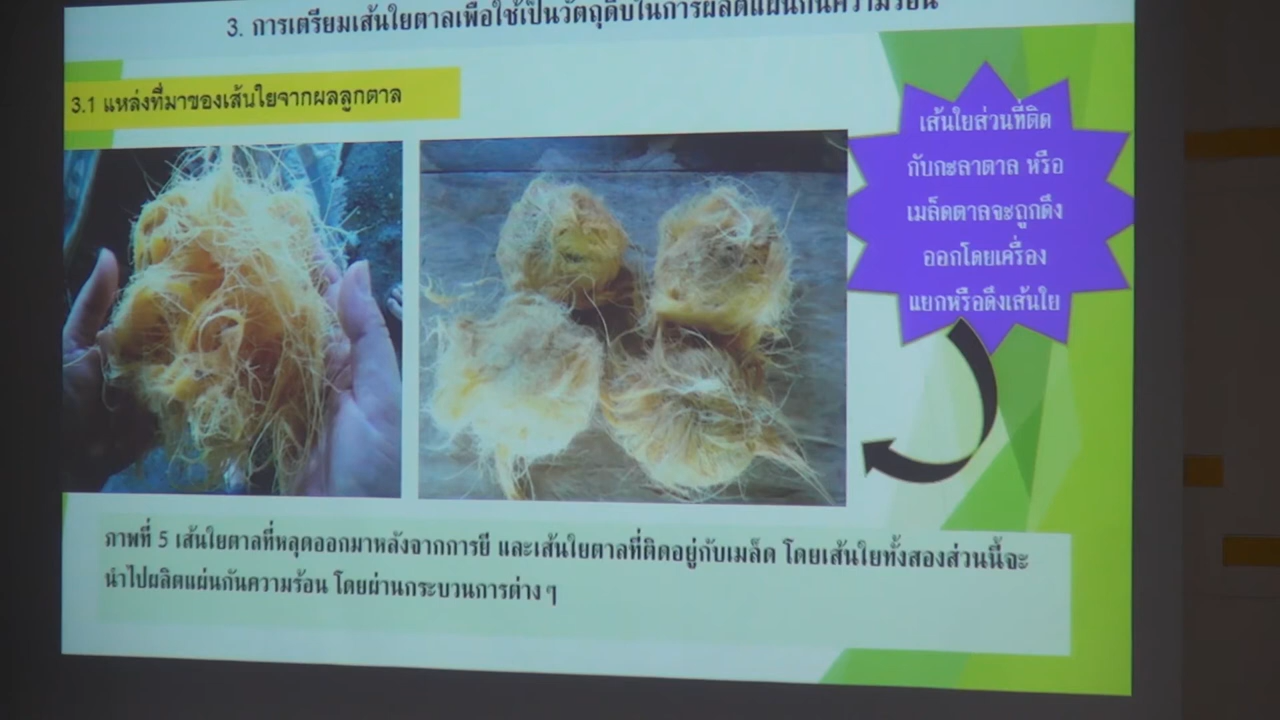 3. การเตรียมเส้นใยตาลเพื่อใช้เป็นวัตถุดิบในการผลิตแผ่นกันความร้อน
3.1 แหล่งที่มาของเส้นใยจากผลลูกตาล
เส้นใยส่วนที่ติด
กับกะลาตาล หรือ
เมล็ดตาลจะถูกดึง
ออกโดยเครื่อง
แยกหรือดึงเส้นใย
ภาพที่ 5 เส้นใยตาลที่หลุดออกมาหลังจากการยี และเส้นใยตาลที่ติดอยู่กับเมล็ด โดยเส้นใยทั้งสองส่วนนี้จะ
นำไปผลิตแผ่นกันความร้อน โดยผ่านกระบวนการต่าง ๆ